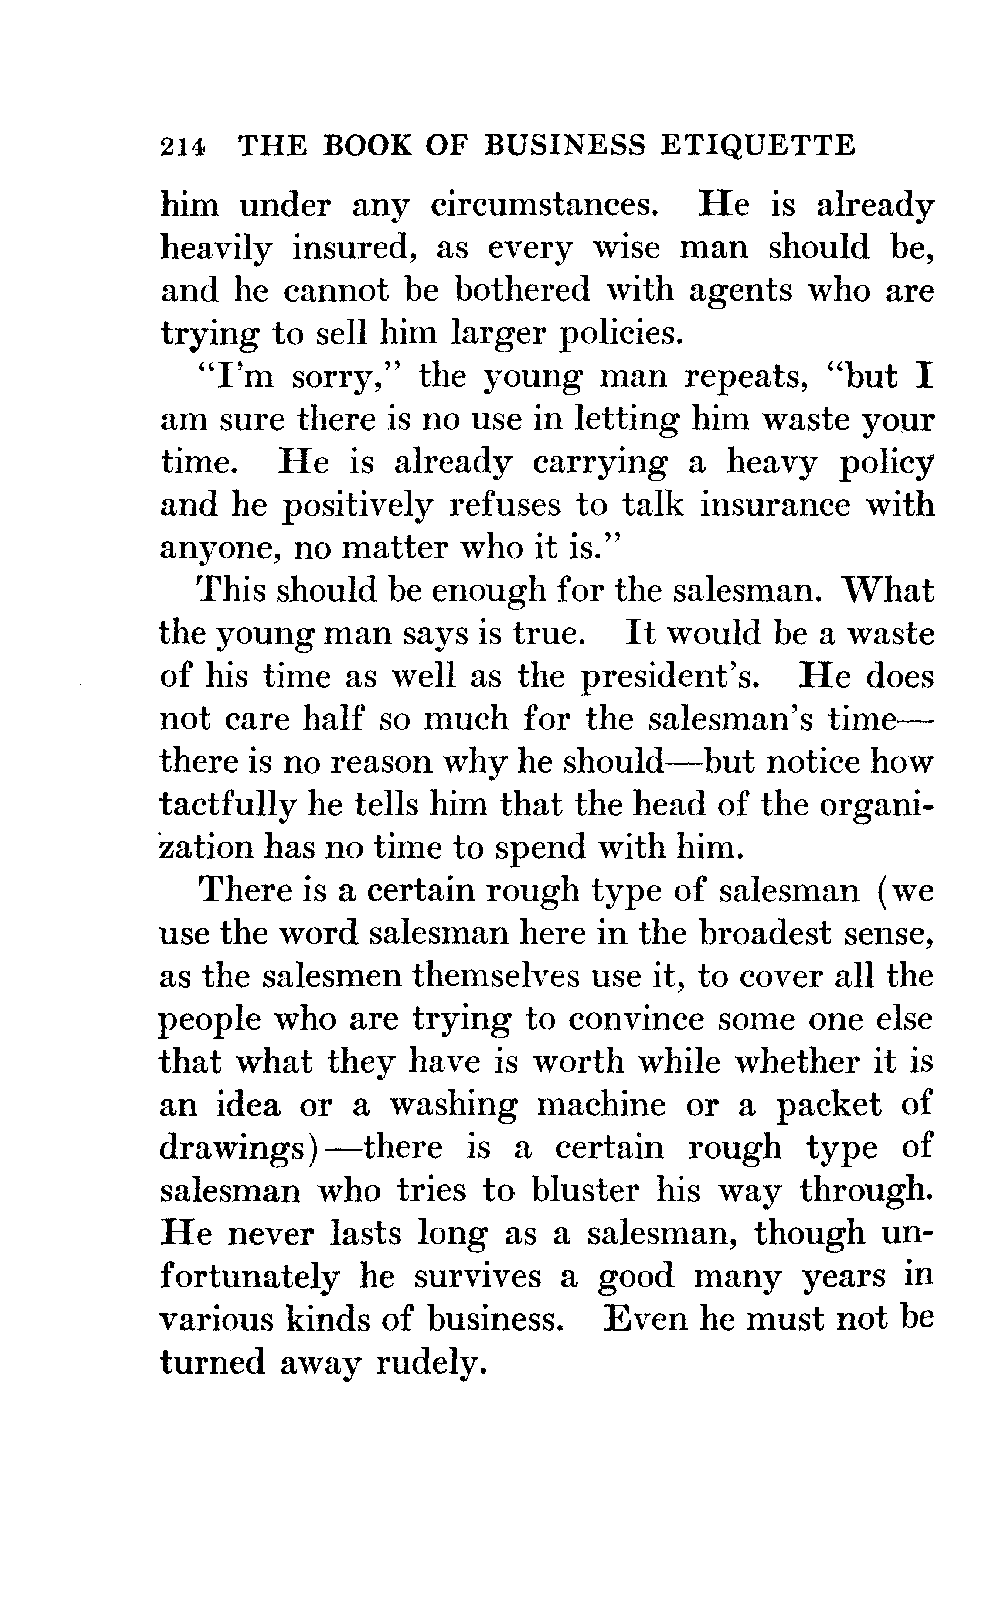 214 THE BOOK OF BUSINESS ETIQUETTE
him under any circumstances. He is already
heavily insured, as every wise man should be,
and he cannot be bothered with agents who are
trying to sell him larger policies.
“I’m sorry,” the young man repeats, “but I
am sure there is no use in letting him waste your
time. He is already carrying a heavy policy
and he positively refuses to talk insurance with
anyone, no matter who it is.”
This should be enough for the salesman. What
the young man says is true. It would be a waste
of his time as well as the president’s. He does
not care half so much for the salesman’s time—
there is no reason why he should—but notice how
tactfully he tells him that the head of the organi-
zation has no time to spend with him.
There is a certain rough type of salesman (we
use the word salesman here in the broadest sense,
as the salesmen themselves use it, to cover all the
people who are trying to convince some one else
that what they have is worth while whether it is
an idea or a washing machine or a packet of
drawings)—there is a certain rough type of
salesman who tries to bluster his way through.
He never lasts long as a salesman, though un-
fortunately he survives a good many years in
various kinds of business. Even he must not be
turned away rudely.